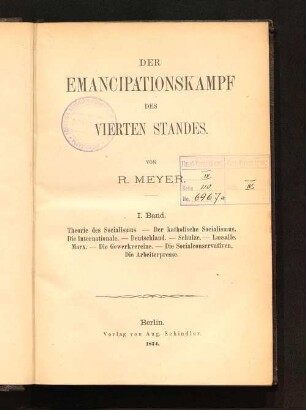 DER
EMANCIPATIONSKAMPF
DES
VIERTEN STANDES.
VON
R. MEYER.
I. Band.
Theorie des Socialismus. — Der katholische Socialismus,
Die Internationale. — Deutschland. — Schulze. — Lassalle.
Marx. — Die Gewerkvereine. — Die Socialconservativen,
Die Arbeiterpresse.
Berlin.
Verlag von Aug. Schindler.